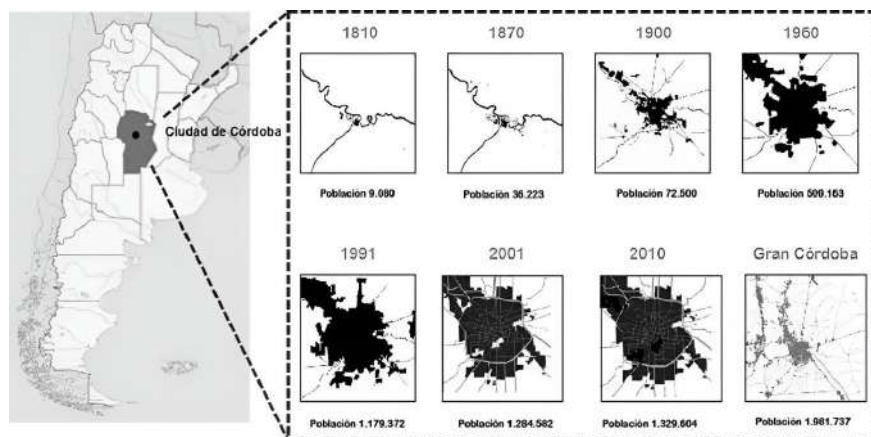 Ciudad de Córdoba
1810
1870
1900
1960
Población 9.080
Población 36.223
Población 72.500
Población 509.153
1991
2001
2010
Gran Córdoba
Población 1.179.372
Población 1.284.582
Población 1.329.604
Población 1.981.737